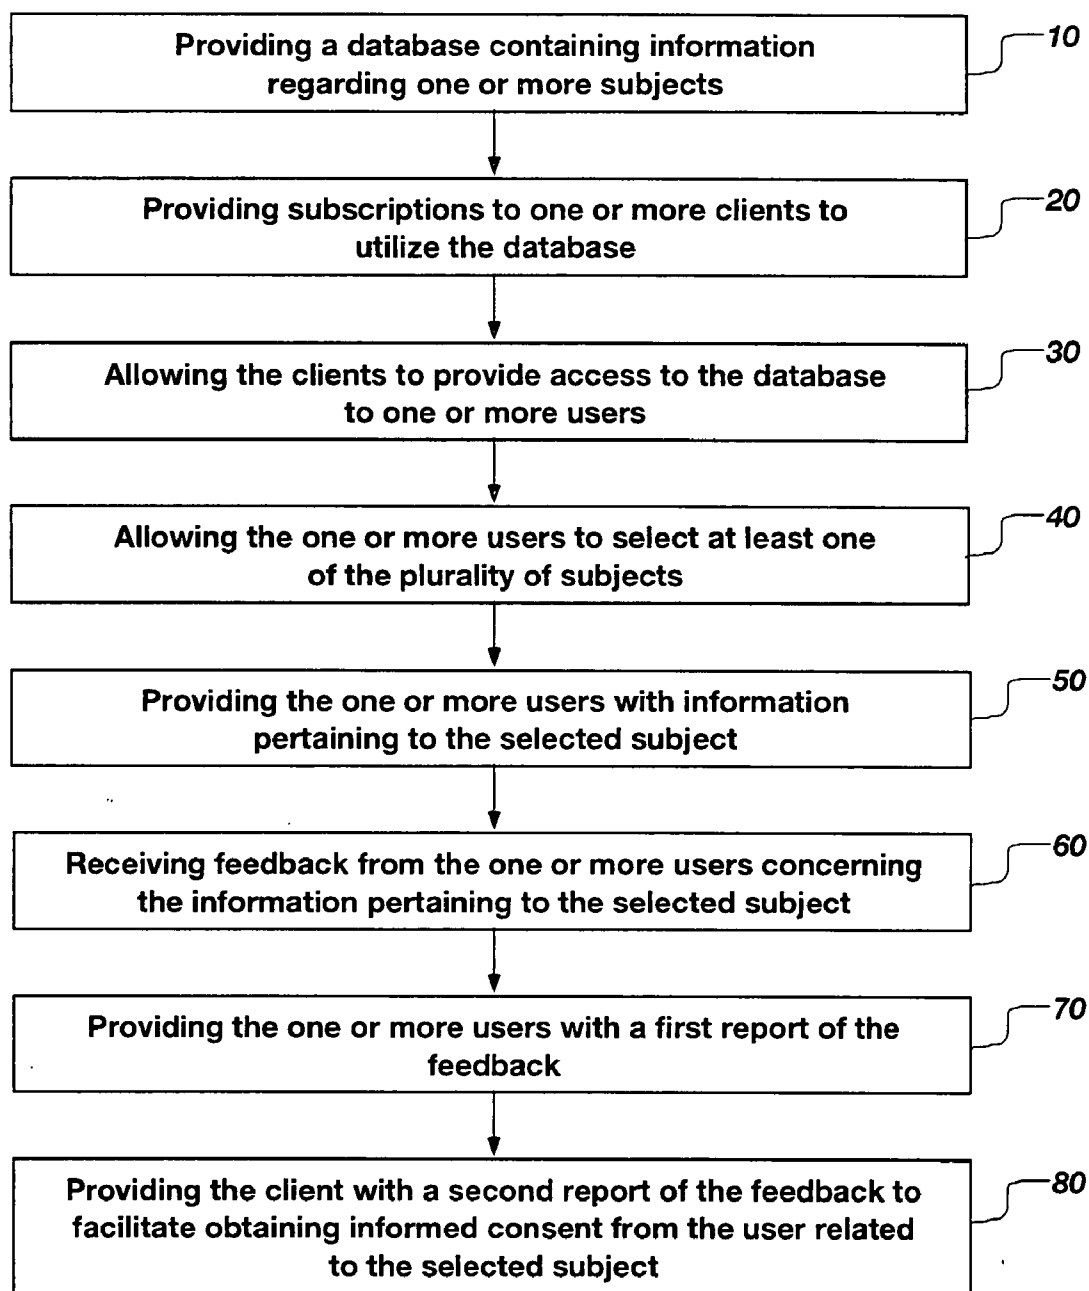 Providing a database containing information
regarding one or more subjects
10
Providing subscriptions to one or more clients to
utilize the database
20
Allowing the clients to provide access to the database
to one or more users
30
Allowing the one or more users to select at least one
of the plurality of subjects
40
Providing the one or more users with information
pertaining to the selected subject
50
Receiving feedback from the one or more users concerning
the information pertaining to the selected subject
60
Providing the one or more users with a first report of the
feedback
70
Providing the client with a second report of the feedback to
facilitate obtaining informed consent from the user related
to the selected subject
80